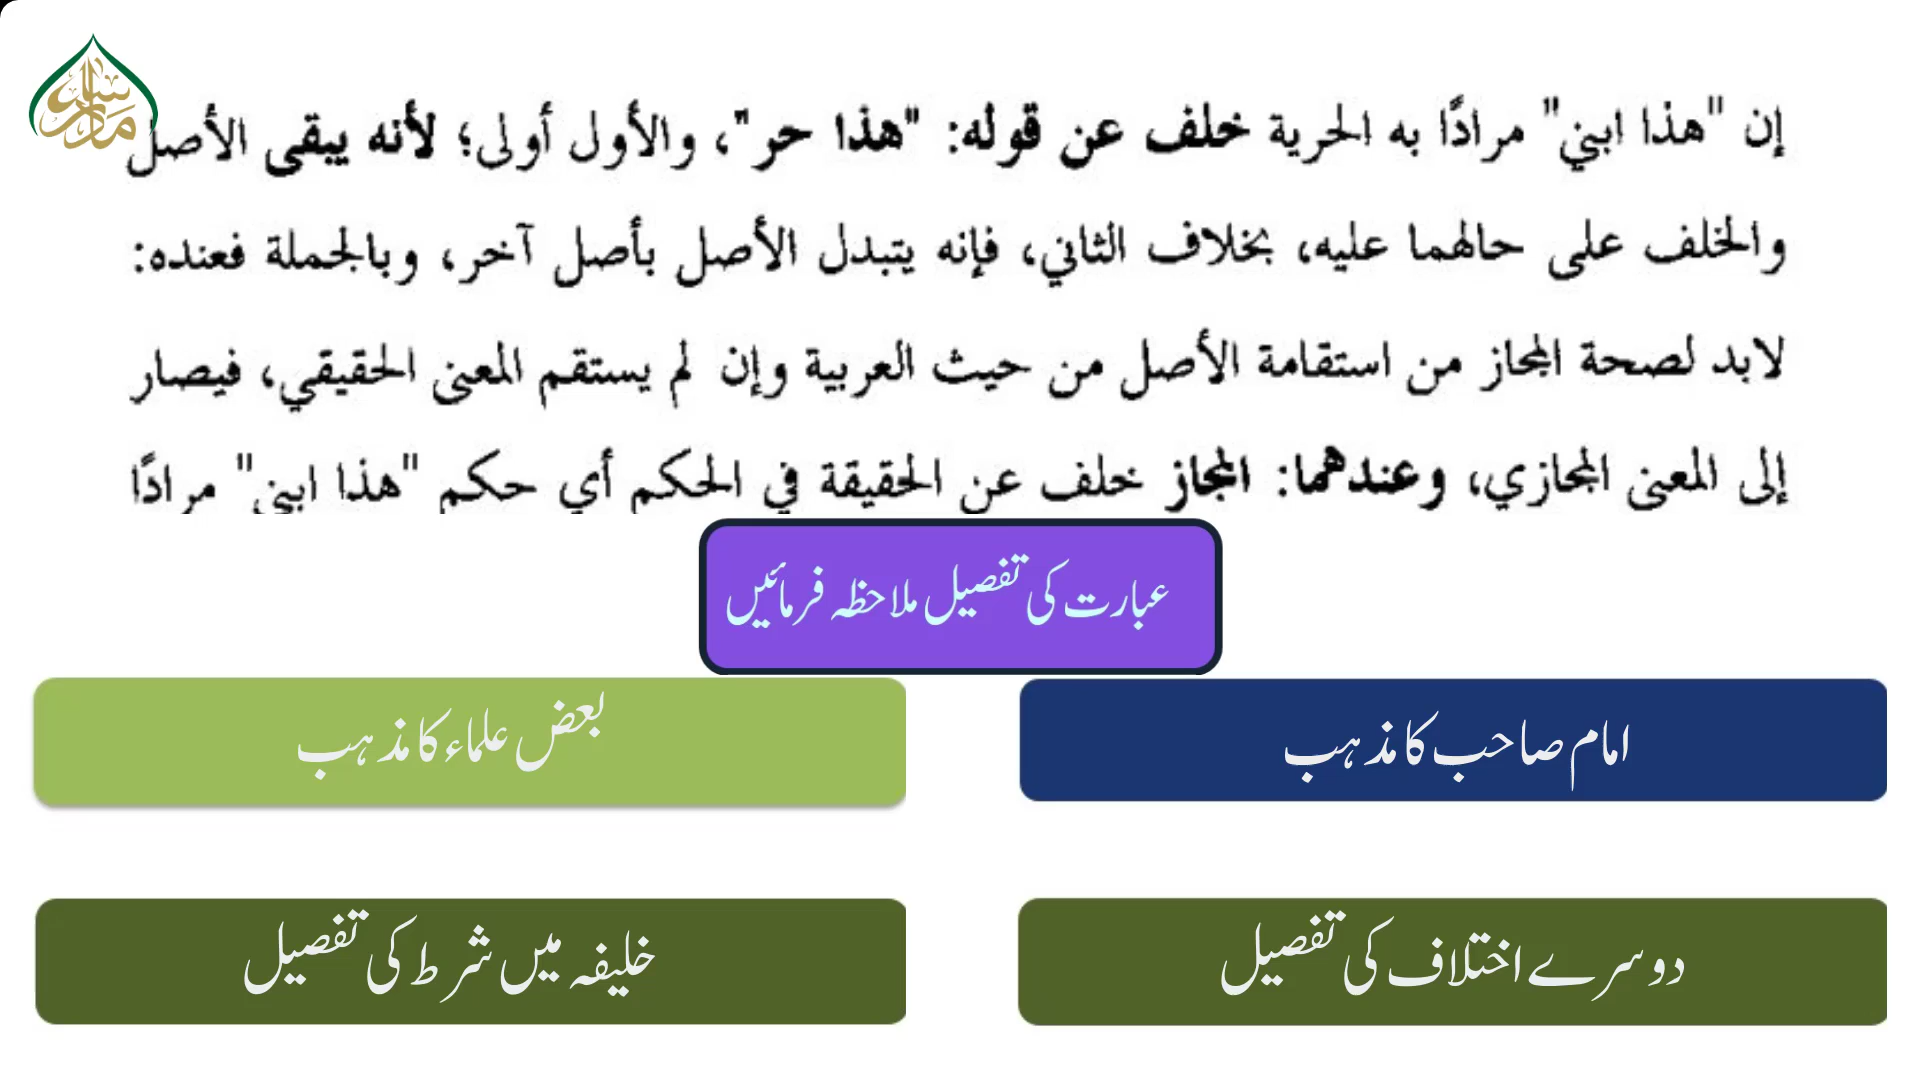 إن "هذا ابني" مرادًا به الحرية خلف عن قوله: "هذا حر"، والأول أولى؛ لأنه يبقى الأصل
والخلف على حالهما عليه، بخلاف الثاني، فإنه يتبدل الأصل بأصل آخر، وبالجملة فعنده:
لابد لصحة المجاز من استقامة الأصل من حيث العربية وإن لم يستقم المعنى الحقيقي، فيصار
إلى المعنى المجازي، وعندهما: المجاز خلف عن الحقيقة في الحكم أي حكم "هذا ابني" مرادًا
عبارت کی تفصیل ملاحظہ فرمائیں
امام صاحب کا مذہب
بعض علماء کا مذہب
دوسرے اختلاف کی تفصیل
خلیفہ میں شرط کی تفصیل